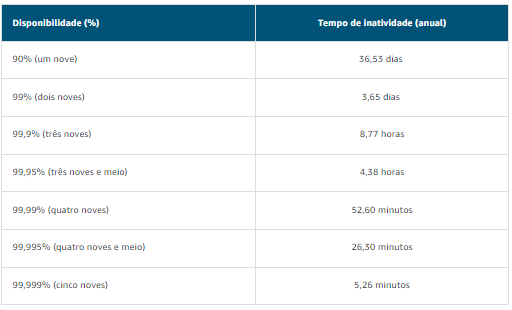 Disponibilidade (%) Tempo de inatividade (anual)
90% (um nove) 36,53 dias
99% (dois noves) 3,65 dias
99,9% (três noves) 8,77 horas
99,95% (três noves e meio) 4,38 horas
99,99% (quatro noves) 52,60 minutos
99,995% (quatro noves e meio) 26,30 minutos
99,999% (cinco noves) 5,26 minutos